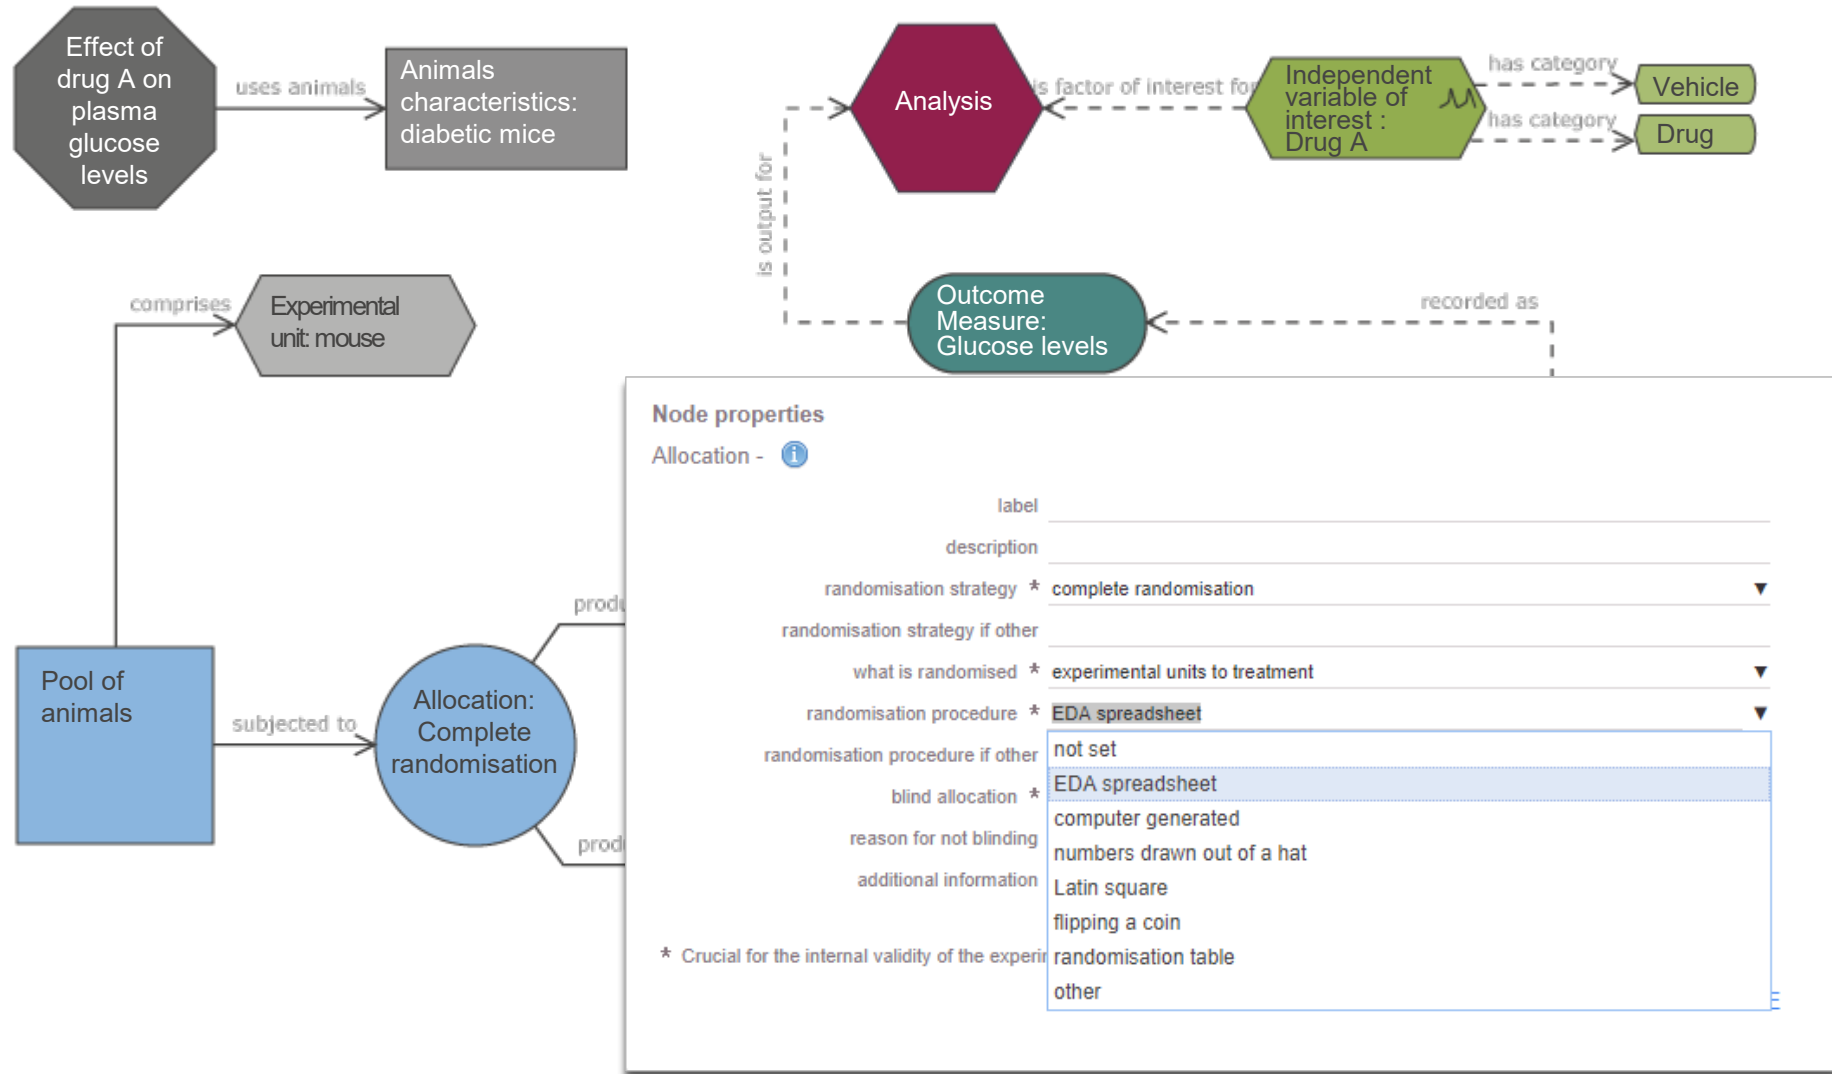 Effect of
drug A on
plasma
glucose
levels
uses animals
Animals
characteristics:
diabetic mice
Analysis
is factor of interest for
Independent
variable of
interest :
Drug A
has category
Vehicle
has category
Drug
is output for
comprises
Experimental
unit: mouse
Outcome
Measure:
Glucose levels
recorded as
Pool of
animals
subjected to
Allocation:
Complete
randomisation
Node properties
Allocation -
label
description
randomisation strategy * complete randomisation
randomisation strategy if other
what is randomised * experimental units to treatment
randomisation procedure * EDA spreadsheet
randomisation procedure if other
blind allocation *
reason for not blinding
additional information
not set
EDA spreadsheet
computer generated
numbers drawn out of a hat
Latin square
flipping a coin
randomisation table
other
* Crucial for the internal validity of the